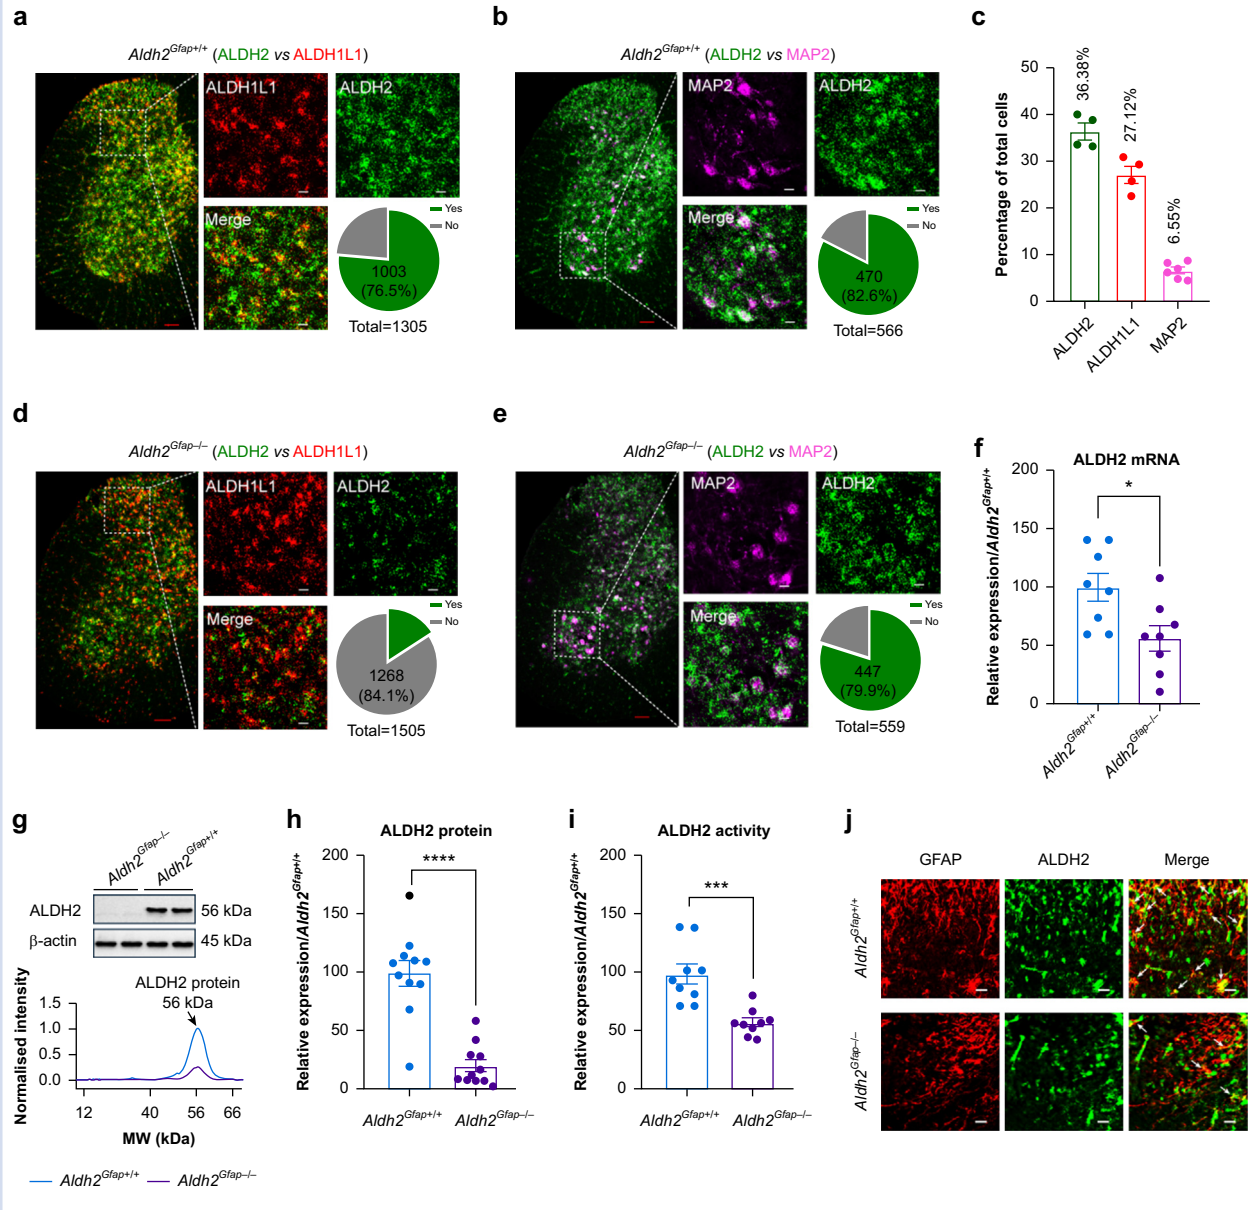 a
Aldh2Gfap+/+ (ALDH2 vs ALDH1L1)
ALDH1L1
ALDH2
Merge
Yes
No
1003
(76.5%)
Total=1305
b
Aldh2Gfap+/+ (ALDH2 vs MAP2)
MAP2
ALDH2
Merge
Yes
No
470
(82.6%)
Total=566
c
Percentage of total cells
50
40
30
20
10
0
36.38%
27.12%
6.55%
ALDH2
ALDH1L1
MAP2
d
Aldh2Gfap–/– (ALDH2 vs ALDH1L1)
ALDH1L1
ALDH2
Merge
Yes
No
1268
(84.1%)
Total=1505
e
Aldh2Gfap–/– (ALDH2 vs MAP2)
MAP2
ALDH2
Merge
Yes
No
447
(79.9%)
Total=559
f
ALDH2 mRNA
Relative expression/Aldh2Gfap+/+
200
150
100
50
0
*
Aldh2Gfap+/+
Aldh2Gfap–/–
g
Aldh2Gfap–/–
Aldh2Gfap+/+
ALDH2
56 kDa
β-actin
45 kDa
ALDH2 protein
56 kDa
Normalised intensity
1.5
1.0
0.5
0.0
12
40
56
66
MW (kDa)
Aldh2Gfap+/+
Aldh2Gfap–/–
h
ALDH2 protein
Relative expression/Aldh2Gfap+/+
200
150
100
50
0
****
Aldh2Gfap+/+
Aldh2Gfap–/–
i
ALDH2 activity
Relative expression/Aldh2Gfap+/+
200
150
100
50
0
***
Aldh2Gfap+/+
Aldh2Gfap–/–
j
GFAP
ALDH2
Merge
Aldh2Gfap+/+
Aldh2Gfap–/–